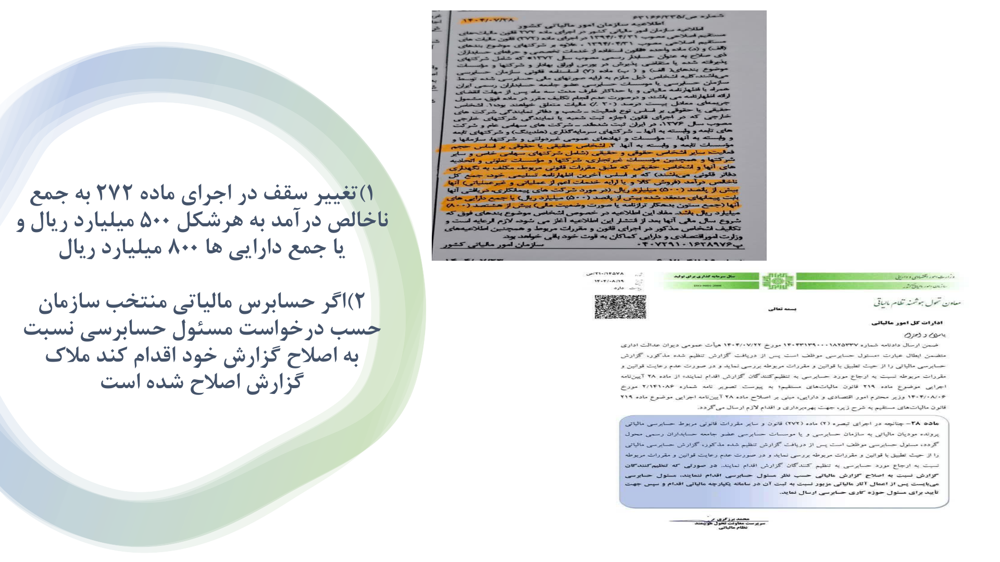 ۱)تغییر سقف در اجرای ماده ۲۷۲ به جمع
ناخالص درآمد به هرشکل ۵۰۰ میلیارد ریال و
یا جمع دارایی ها ۸۰۰ میلیارد ریال
۲)اگر حسابرس مالیاتی منتخب سازمان
حسب درخواست مسئول حسابرسی نسبت
به اصلاح گزارش خود اقدام کند ملاک
گزارش اصلاح شده است
شماره ص/۶۳۱۶۶/۲۳۵
۱۴۰۴/۰۷/۲۸
اطلاعیه سازمان امور مالیاتی کشور
اطلاعیه سازمان امور مالیاتی کشور در اجرای ماده ۲۷۲ قانون مالیات‌های
مستقیم اصلاحی مصوب ۱۳۹۴/۰۴/۳۱ در اجرای ماده (۲۷۲) قانون مالیات های
مستقیم اصلاحی مصوب ۱۳۹۴/۰۴/۳۱ ، علاوه بر شرکتهای موضوع بندهای
(الف) و (د) ماده واحده «قانون استفاده از خدمات تخصصی و حرفه‌ای حسابداران
ذی صلاح به عنوان حسابدار رسمی مصوب سال ۱۳۷۲» که شامل شرکتهای
پذیرفته شده یا متقاضی پذیرش در بورس اوراق بهادار و شرکتها و مؤسسات
موضوع بندهای( الف) و ( ب) ماده (۷) اساسنامه قانونی سازمان حسابرسی
می‌باشند،کلیه اشخاص ذیل ملزم به ارایه صورتهای مالی حسابرسی شده توسط
سازمان حسابرسی یا موسسات حسابرسی عضو جامعه حسابداران رسمی ایران
همراه با اظهارنامه مالیاتی و یا حداکثر ظرف مدت سه ماه پس از مهلت انقضای
ارائه اظهارنامه می باشند و درصورت عدم انجام تکلیف مقرر در ماده فوق، مشمول
جریمه‌ای معادل بیست درصد (۲۰ ٪) مالیات متعلق خواهند بود:۱. اشخاص
حقیقی یا حقوقی بر اساس نوع فعالیت: ـ شعب و دفاتر نمایندگی شرکت های
خارجی که در اجرای قانون اجازه ثبت شعبه یا نمایندگی شرکتهای خارجی
مصوب سال ۱۳۷۶، در ایران ثبت شده‌اند. ـ شرکت های سهامی عام و شرکت
های تابعه و وابسته به آنها. ـ شرکتهای سرمایه‌گذاری (هلدینگ) و شرکتهای تابعه
و وابسته به آنها. ـ مؤسسات و نهادهای عمومی غیردولتی و شرکتها، سازمانها و
مؤسسات تابعه و وابسته به آنها. ۲. اشخاص حقیقی یا حقوقی بر اساس حجم
فعالیت: سایر اشخاص حقوقی و حقیقی (شامل شرکتهای سهامی خاص و سایر
شرکتها و همچنین مؤسسات غیرتجاری، شرکتها و مؤسسات تعاونی و اتحادیه
های آنها و اشخاص حقیقی که طبق مقررات قانونی مربوط، مکلف به نگهداری
دفاتر قانونی می‌باشند) که بر اساس آخرین اظهارنامه تسلیمی خود، جمع کل
ناخالص درآمد (فروش کالا و یا ارایه خدمات اعم از عملیاتی و غیرعملیاتی) آنها
بیش از پانصد (۵۰۰) میلیارد ریال (در مورد شرکت های پیمانکاری، دریافتی آنها
بابت پیمانهای منعقد شده بیش از پانصد (۵۰۰) میلیارد ریال) یا جمع دارایی های
آنها (جمع ستون بدهکار ترازنامه یا صورت وضعیت مالی) بیش از هشتصد (۸۰۰)
میلیارد ریال باشد. مفاد این اطلاعیه در خصوص اشخاص موضوع بندهای فوق که
شروع سال مالی آنها بعد از انتشار این اطلاعیه آغاز می شود، لازم الرعایه است و
تکالیف اشخاص مذکور در اجرای قانون و مقررات مربوط و همچنین اطلاعیه‌های
وزارت اموراقتصادی و دارایی کماکان به قوت خود باقی خواهد بود.
پ۰۴۰۷۲۹۱۰۱۶۲۸۹۷۶
سازمان امور مالیاتی کشور
وزارت امور اقتصادی و دارایی
سازمان امور مالیاتی کشور
سال سرمایه گذاری برای تولید
ISO 9001:2008
شماره ۲۱۰/۱۴۵۷۸/ص
تاریخ ۱۴۰۴/۰۸/۱۹
پیوست دارد
معاون تحول هوشمند نظام مالیاتی
بسمه تعالی
ادارات کل امور مالیاتی
باسلام و احترام
ضمن ارسال دادنامه شماره ۱۴۰۴۳۱۳۹۰۰۰۱۸۲۵۳۳۷ مورخ ۱۴۰۴/۰۷/۲۲ هیأت عمومی دیوان عدالت اداری
متضمن ابطال عبارت «مسئول حسابرسی موظف است پس از دریافت گزارش تنظیم شده مذکور، گزارش
حسابرسی مالیاتی را از حیث تطبیق با قوانین و مقررات مربوطه بررسی نماید و در صورت عدم رعایت قوانین و
مقررات مربوطه نسبت به ارجاع مورد حسابرسی به تنظیم‌کنندگان گزارش اقدام نمایند» از ماده ۲۸ آیین‌نامه
اجرایی موضوع ماده ۲۱۹ قانون مالیات‌های مستقیم؛ به پیوست تصویر نامه شماره ۲/۱۴۱۰۸۶ مورخ
۱۴۰۴/۰۸/۰۶ وزیر محترم امور اقتصادی و دارایی، مبنی بر اصلاح ماده ۲۸ آیین‌نامه اجرایی موضوع ماده ۲۱۹
قانون مالیات‌های مستقیم به شرح زیر، جهت بهره‌برداری و اقدام لازم ارسال می‌گردد.
ماده ۲۸– چنانچه در اجرای تبصره (۲) ماده (۲۷۲) قانون و سایر مقررات قانونی مربوط حسابرسی مالیاتی
پرونده مودیان مالیاتی به سازمان حسابرسی و یا موسسات حسابرسی عضو جامعه حسابداران رسمی محول
گردد، مسئول حسابرسی موظف است پس از دریافت گزارش تنظیم شده مذکور، گزارش حسابرسی مالیاتی
را از حیث تطبیق با قوانین و مقررات مربوطه بررسی نماید و در صورت عدم رعایت قوانین و مقررات مربوطه
نسبت به ارجاع مورد حسابرسی به تنظیم کنندگان گزارش اقدام نمایند. در صورتی که تنظیم‌کنندگان
گزارش نسبت به اصلاح گزارش مالیاتی حسب نظر مسئول حسابرسی اقدام ننمایند، مسئول حسابرسی
می‌بایست پس از اعمال آثار مالیاتی مزبور نسبت به ثبت آن در سامانه یکپارچه مالیاتی اقدام و سپس جهت
تأیید برای مسئول حوزه کاری حسابرسی ارسال نماید.
محمد برزگری
سرپرست معاونت تحول هوشمند
نظام مالیاتی